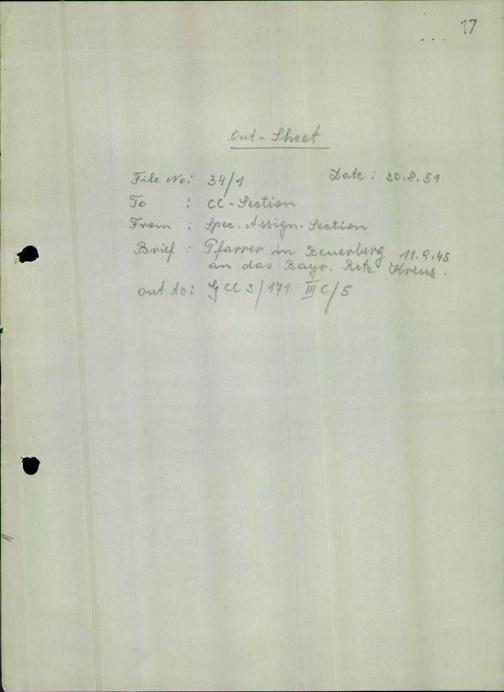 17
Out-Sheet
File No: 34/1 Date: 20.8.51
To : CC-Section
From : Spec. Assign. Section
Brief : Pfarrer in Beuerberg 11.9.45
an das Bayr. Rote Kreuz.
out to: G CC 3/171 III C/5